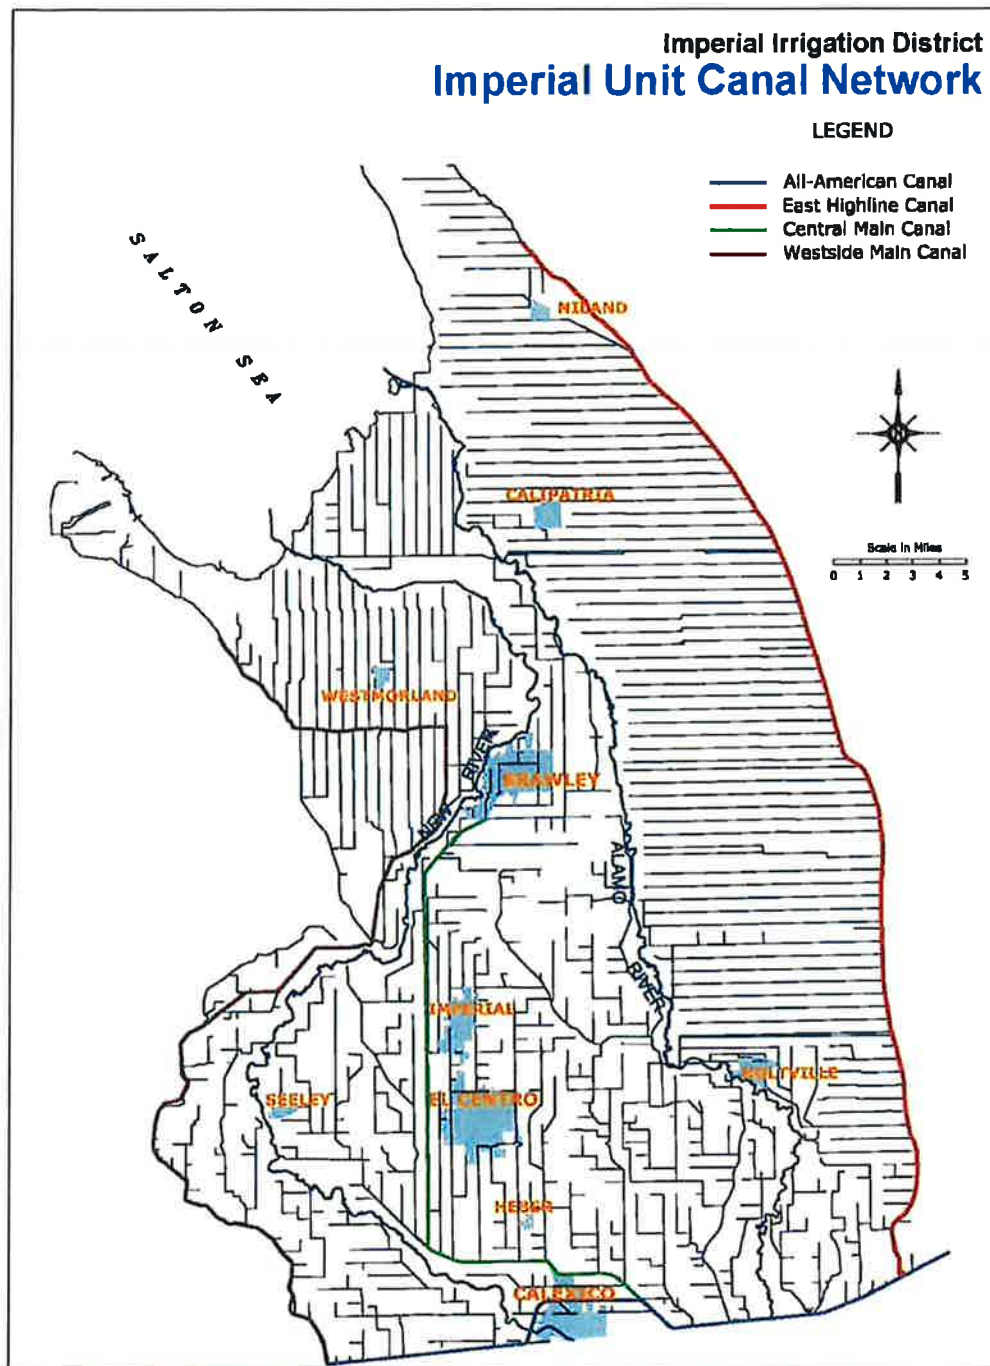 Imperial Irrigation District
Imperial Unit Canal Network
LEGEND
All-American Canal
East Highline Canal
Central Main Canal
Westside Main Canal
SALTON SEA
NILAND
N
CALIPATRIA
Scale in Miles
0 1 2 3 4 5
WESTMORLAND
NEW RIVER
BRAWLEY
ALAMO RIVER
IMPERIAL
HOLTVILLE
SEELEY
EL CENTRO
HEBER
CALEXICO